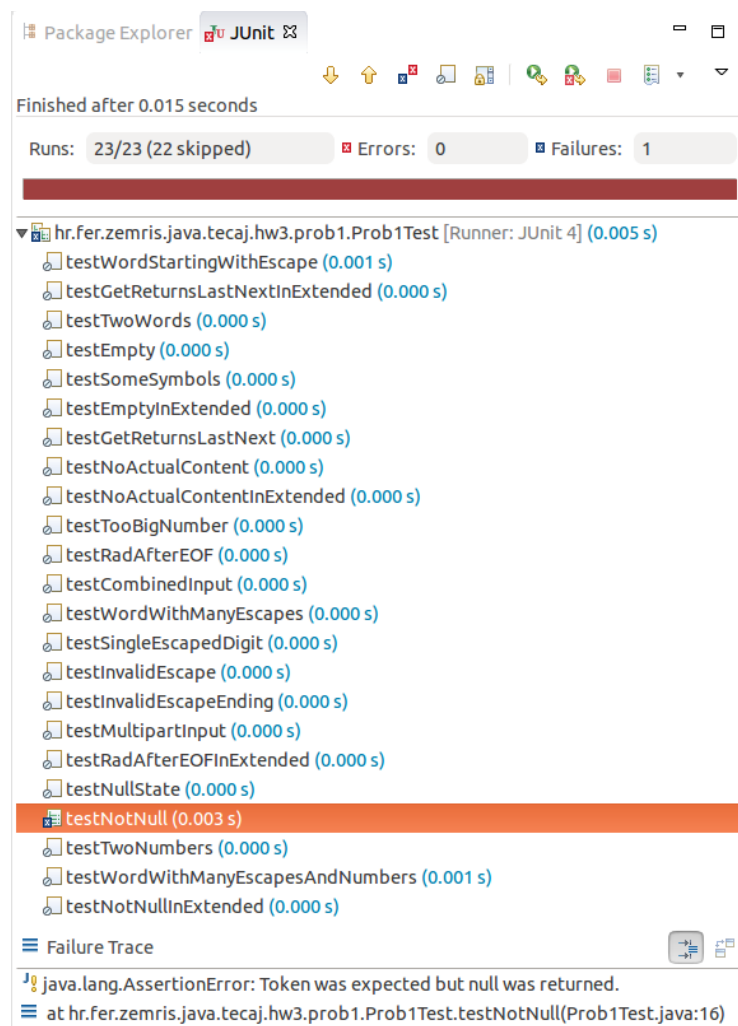 Package Explorer JUnit
Finished after 0.015 seconds
Runs: 23/23 (22 skipped) Errors: 0 Failures: 1
hr.fer.zemris.java.tecaj.hw3.prob1.Prob1Test [Runner: JUnit 4] (0.005 s)
testWordStartingWithEscape (0.001 s)
testGetReturnsLastNextInExtended (0.000 s)
testTwoWords (0.000 s)
testEmpty (0.000 s)
testSomeSymbols (0.000 s)
testEmptyInExtended (0.000 s)
testGetReturnsLastNext (0.000 s)
testNoActualContent (0.000 s)
testNoActualContentInExtended (0.000 s)
testTooBigNumber (0.000 s)
testRadAfterEOF (0.000 s)
testCombinedInput (0.000 s)
testWordWithManyEscapes (0.000 s)
testSingleEscapedDigit (0.000 s)
testInvalidEscape (0.000 s)
testInvalidEscapeEnding (0.000 s)
testMultipartInput (0.000 s)
testRadAfterEOFInExtended (0.000 s)
testNullState (0.000 s)
testNotNull (0.003 s)
testTwoNumbers (0.000 s)
testWordWithManyEscapesAndNumbers (0.001 s)
testNotNullInExtended (0.000 s)
Failure Trace
java.lang.AssertionError: Token was expected but null was returned.
at hr.fer.zemris.java.tecaj.hw3.prob1.Prob1Test.testNotNull(Prob1Test.java:16)